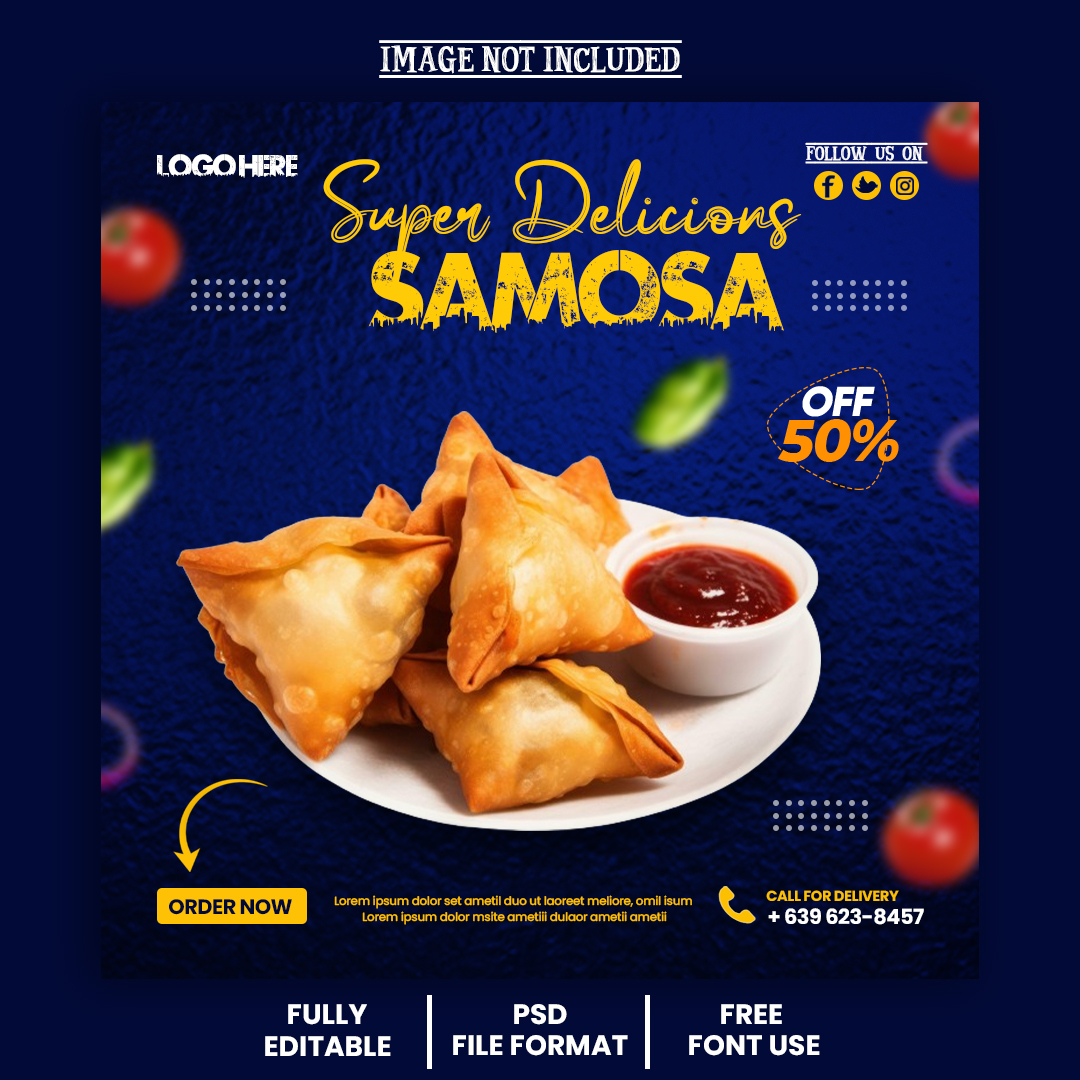 IMAGE NOT INCLUDED
LOGO HERE
FOLLOW US ON
Super Delicions
SAMOSA
OFF
50%
ORDER NOW
Lorem ipsum dolor set ametil duo ut laoreet meliore, omil isum
Lorem ipsum dolor msite ametiii dulaor ametii ametii
CALL FOR DELIVERY
+ 639 623-8457
FULLY
EDITABLE
PSD
FILE FORMAT
FREE
FONT USE